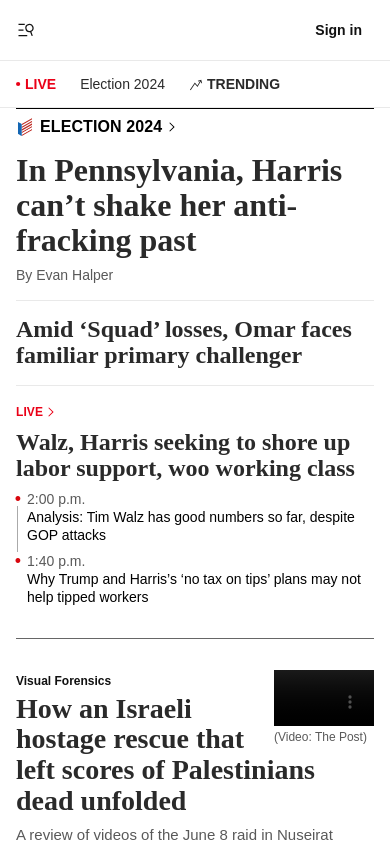 Sign in
LIVE
Election 2024
TRENDING
ELECTION 2024
In Pennsylvania, Harris
can’t shake her anti-
fracking past
By Evan Halper
Amid ‘Squad’ losses, Omar faces
familiar primary challenger
LIVE
Walz, Harris seeking to shore up
labor support, woo working class
2:00 p.m.
Analysis: Tim Walz has good numbers so far, despite
GOP attacks
1:40 p.m.
Why Trump and Harris’s ‘no tax on tips’ plans may not
help tipped workers
Visual Forensics
How an Israeli
hostage rescue that
left scores of Palestinians
dead unfolded
(Video: The Post)
A review of videos of the June 8 raid in Nuseirat